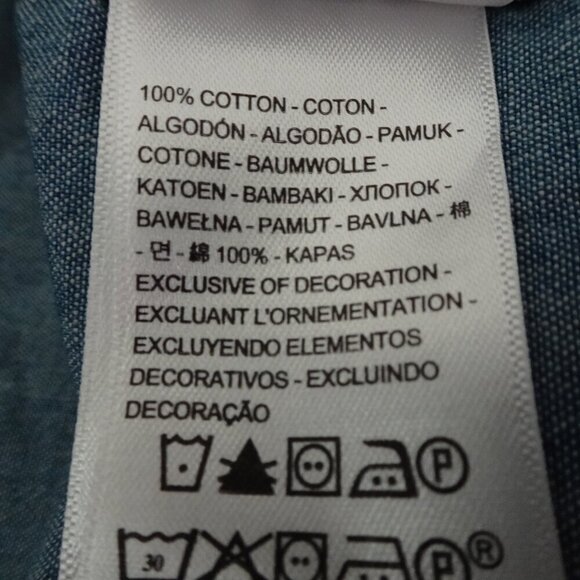 100% COTTON - COTON -
ALGODÓN - ALGODÃO - PAMUK -
COTONE - BAUMWOLLE -
KATOEN - BAMBAKI - ХЛОПОК -
BAWEŁNA - PAMUT - BAVLNA - 棉
- 면 - 綿 100% - KAPAS
EXCLUSIVE OF DECORATION -
EXCLUANT L'ORNEMENTATION -
EXCLUYENDO ELEMENTOS
DECORATIVOS - EXCLUINDO
DECORAÇÃO
P
30 P ®